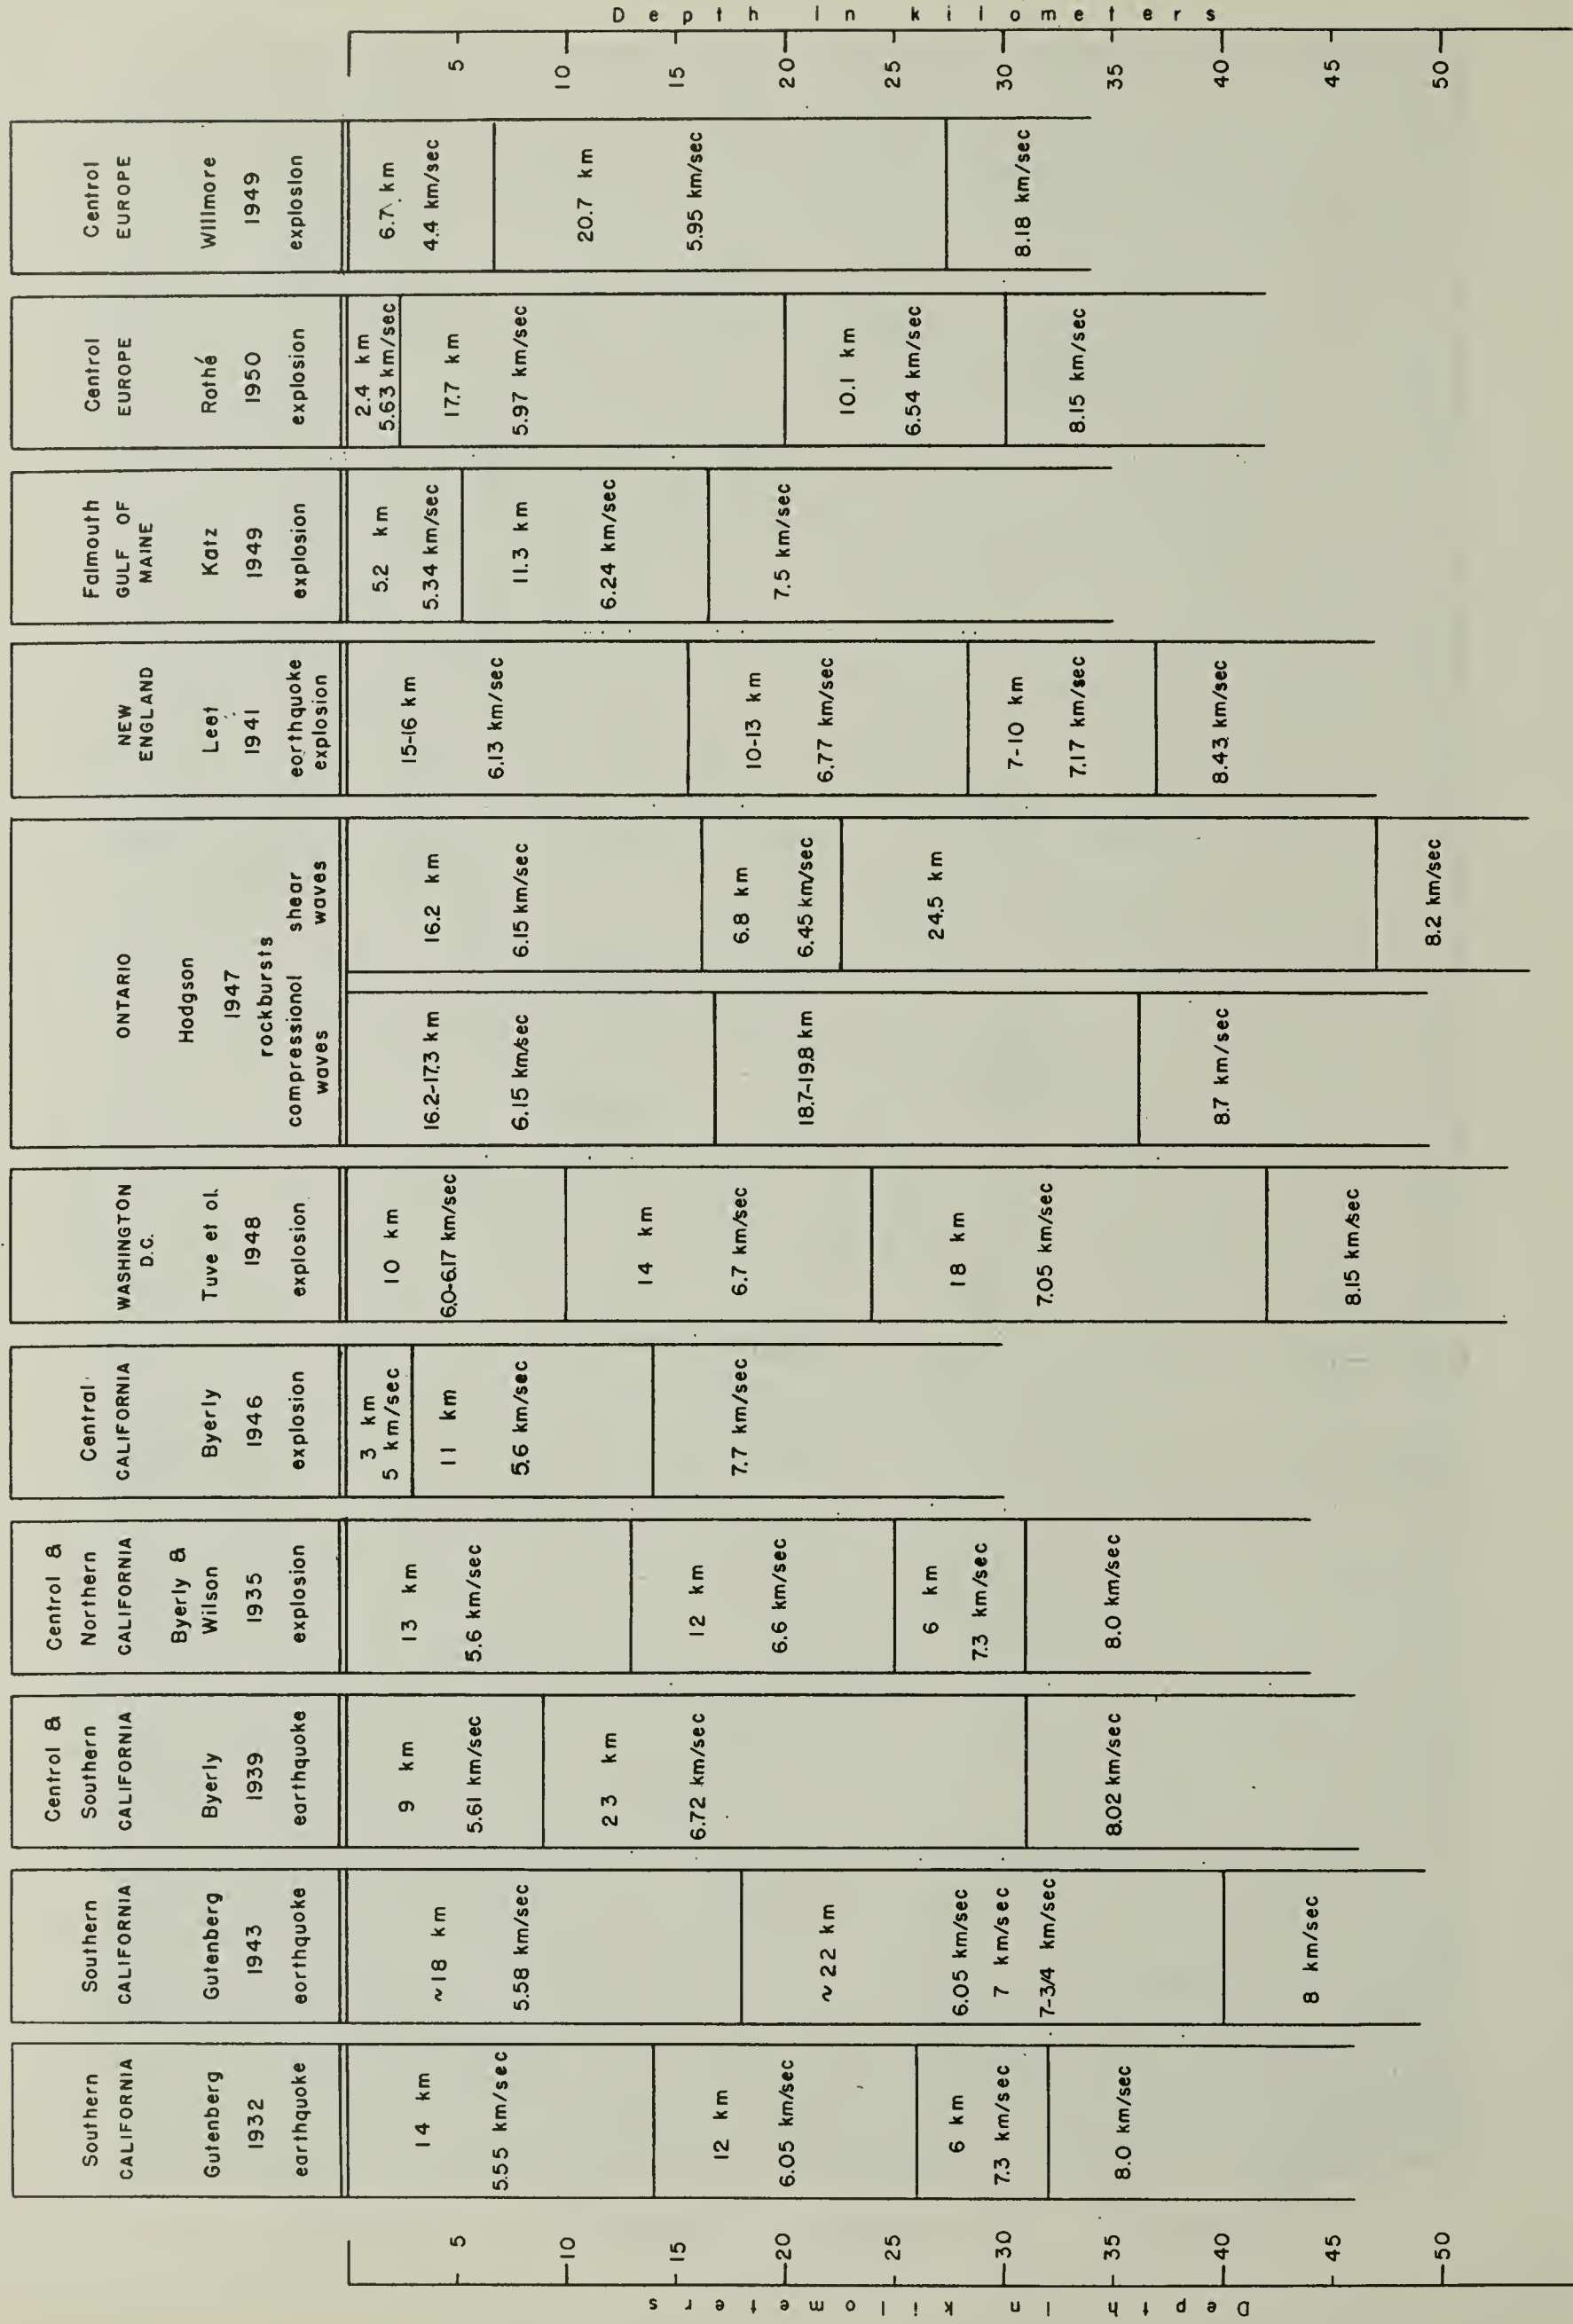 Depth in kilometers
5
10
15
20
25
30
35
40
45
50
Southern
CALIFORNIA
Gutenberg
1932
earthquake
14 km
5.55 km/sec
12 km
6.05 km/sec
6 km
7.3 km/sec
8.0 km/sec
Southern
CALIFORNIA
Gutenberg
1943
earthquake
~18 km
5.58 km/sec
~22 km
6.05 km/sec
7 km/sec
7-3/4 km/sec
8 km/sec
Central &
Southern
CALIFORNIA
Byerly
1939
earthquake
9 km
5.61 km/sec
23 km
6.72 km/sec
8.02 km/sec
Central &
Northern
CALIFORNIA
Byerly &
Wilson
1935
explosion
13 km
5.6 km/sec
12 km
6.6 km/sec
6 km
7.3 km/sec
8.0 km/sec
Central
CALIFORNIA
Byerly
1946
explosion
3 km
5 km/sec
11 km
5.6 km/sec
7.7 km/sec
WASHINGTON
D.C.
Tuve et al.
1948
explosion
10 km
6.0-6.17 km/sec
14 km
6.7 km/sec
18 km
7.05 km/sec
8.15 km/sec
ONTARIO
Hodgson
1947
rockbursts
compressional shear
waves waves
16.2-17.3 km
6.15 km/sec
18.7-19.8 km
8.7 km/sec
16.2 km
6.15 km/sec
6.8 km
6.45 km/sec
24.5 km
8.2 km/sec
NEW
ENGLAND
Leet
1941
earthquake
explosion
15-16 km
6.13 km/sec
10-13 km
6.77 km/sec
7-10 km
7.17 km/sec
8.43 km/sec
Falmouth
GULF OF
MAINE
Katz
1949
explosion
5.2 km
5.34 km/sec
11.3 km
6.24 km/sec
7.5 km/sec
Central
EUROPE
Rothé
1950
explosion
2.4 km
5.63 km/sec
17.7 km
5.97 km/sec
10.1 km
6.54 km/sec
8.15 km/sec
Central
EUROPE
Willmore
1949
explosion
6.7 km
4.4 km/sec
20.7 km
5.95 km/sec
8.18 km/sec
Depth in kilometers
5
10
15
20
25
30
35
40
45
50